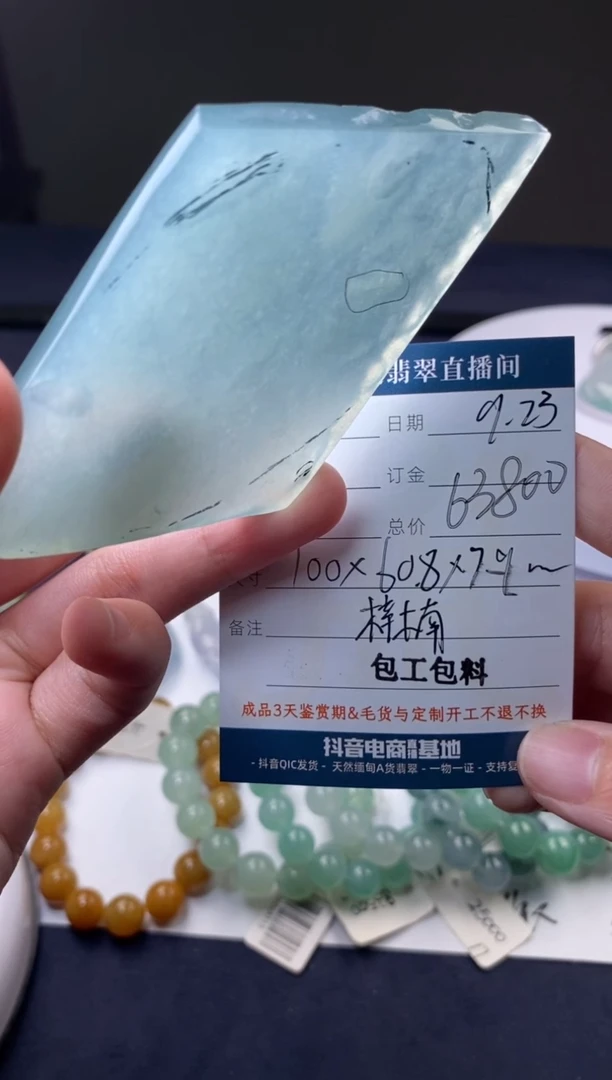 翡翠直播间
日期 9.23
订金
总价 63800
寸 100×60.8×7.9m
备注 梓楠
包工包料
成品3天鉴赏期&毛货与定制开工不退不换
抖音电商 基地
- 抖音QIC发货 - 天然缅甸A货翡翠 - 一物一证 - 支持复
25000